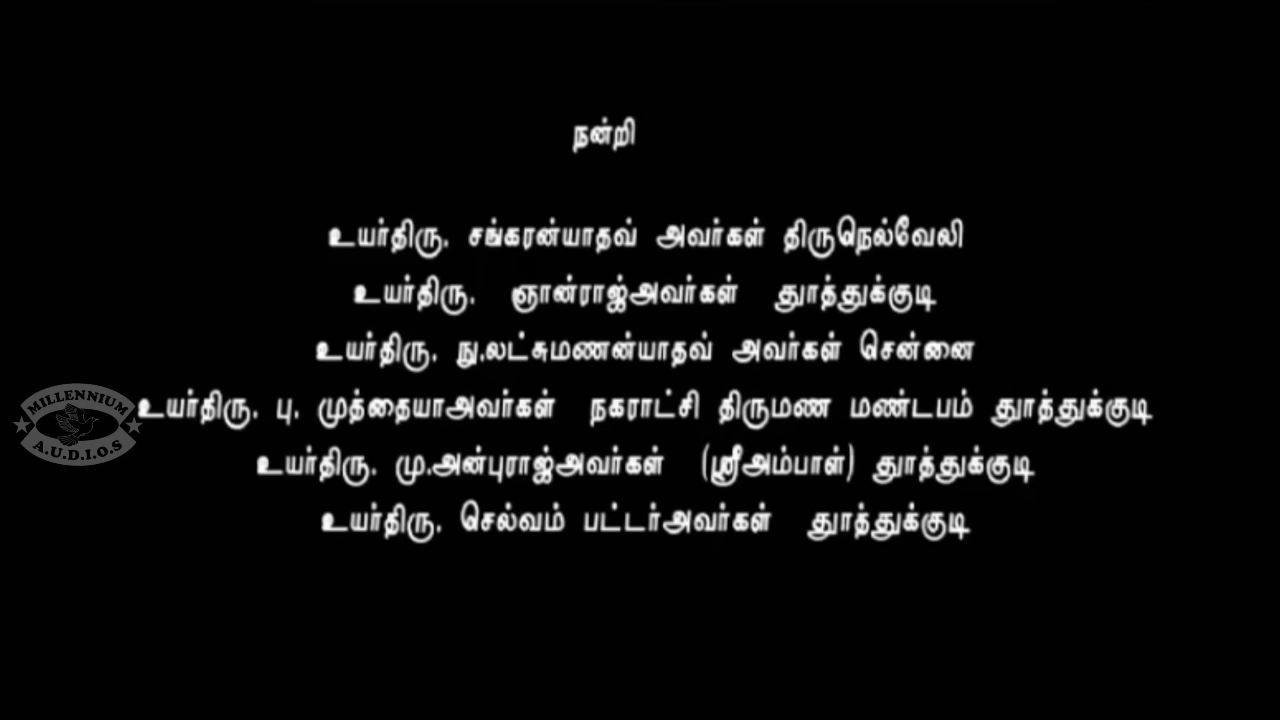 நன்றி
உயர்திரு. சங்கரன்யாதவ் அவர்கள் திருநெல்வேலி
உயர்திரு. ஞான்ராஜ்அவர்கள் தூத்துக்குடி
உயர்திரு. நு.லட்சுமணன்யாதவ் அவர்கள் சென்னை
உயர்திரு. பு. முத்தையாஅவர்கள் நகராட்சி திருமண மண்டபம் தூத்துக்குடி
உயர்திரு. மு.அன்புராஜ்அவர்கள் (ஸ்ரீஅம்பாள்) தூத்துக்குடி
உயர்திரு. செல்வம் பட்டர்அவர்கள் தூத்துக்குடி
MILLENNIUM
A.U.D.I.O.S